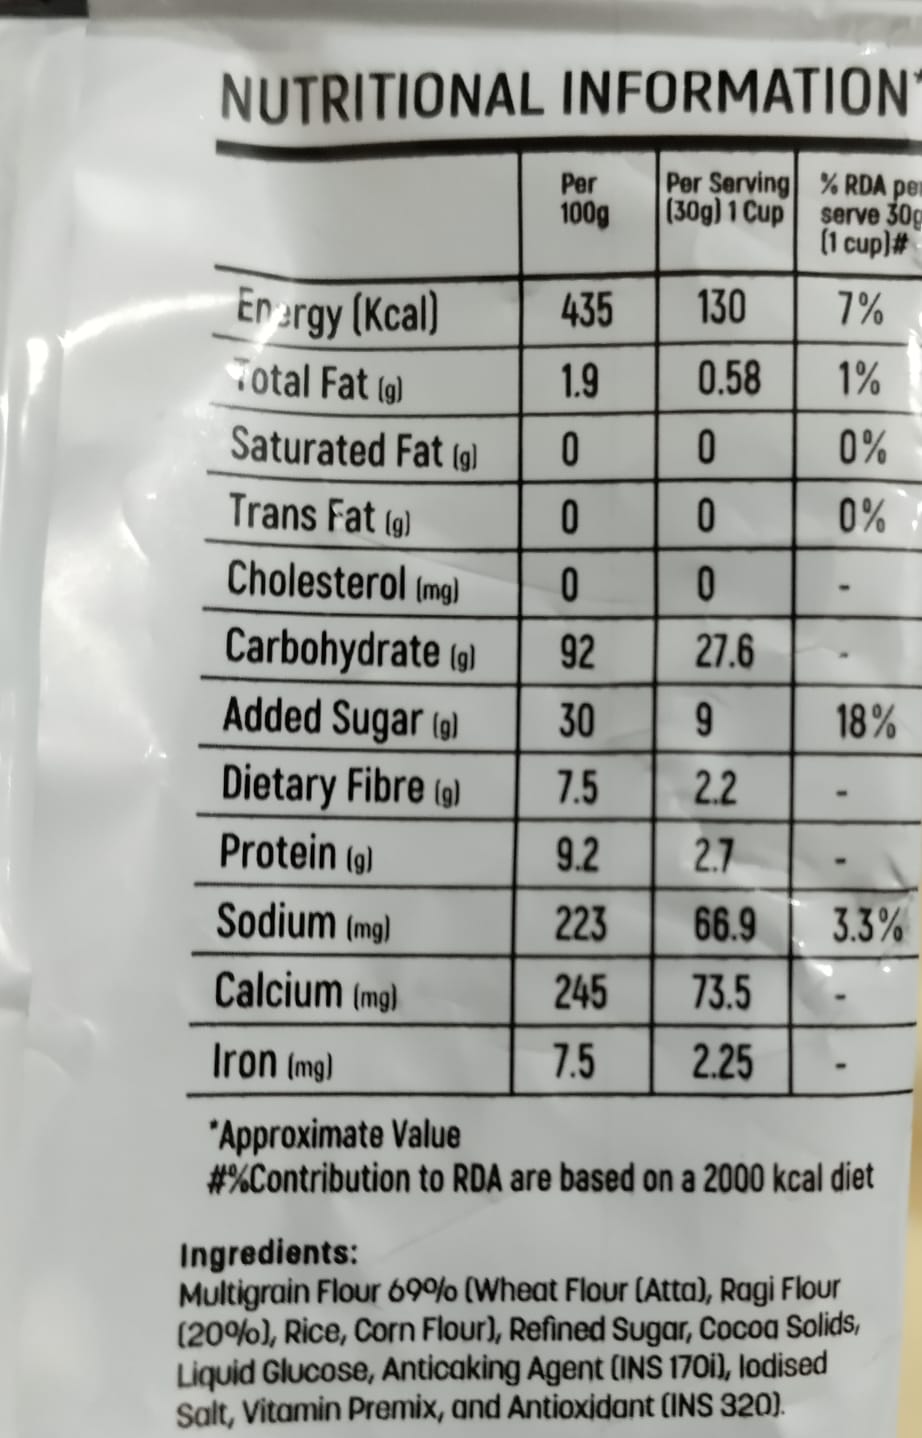 NUTRITIONAL INFORMATION*
Per 100g | Per Serving (30g) 1 Cup | % RDA per serve 30g (1 cup)#
Energy (Kcal) 435 130 7%
Total Fat (g) 1.9 0.58 1%
Saturated Fat (g) 0 0 0%
Trans Fat (g) 0 0 0%
Cholesterol (mg) 0 0 -
Carbohydrate (g) 92 27.6 -
Added Sugar (g) 30 9 18%
Dietary Fibre (g) 7.5 2.2 -
Protein (g) 9.2 2.7 -
Sodium (mg) 223 66.9 3.3%
Calcium (mg) 245 73.5 -
Iron (mg) 7.5 2.25 -
*Approximate Value
#%Contribution to RDA are based on a 2000 kcal diet
Ingredients:
Multigrain Flour 69% (Wheat Flour (Atta), Ragi Flour
(20%), Rice, Corn Flour), Refined Sugar, Cocoa Solids,
Liquid Glucose, Anticaking Agent (INS 170i), Iodised
Salt, Vitamin Premix, and Antioxidant (INS 320).